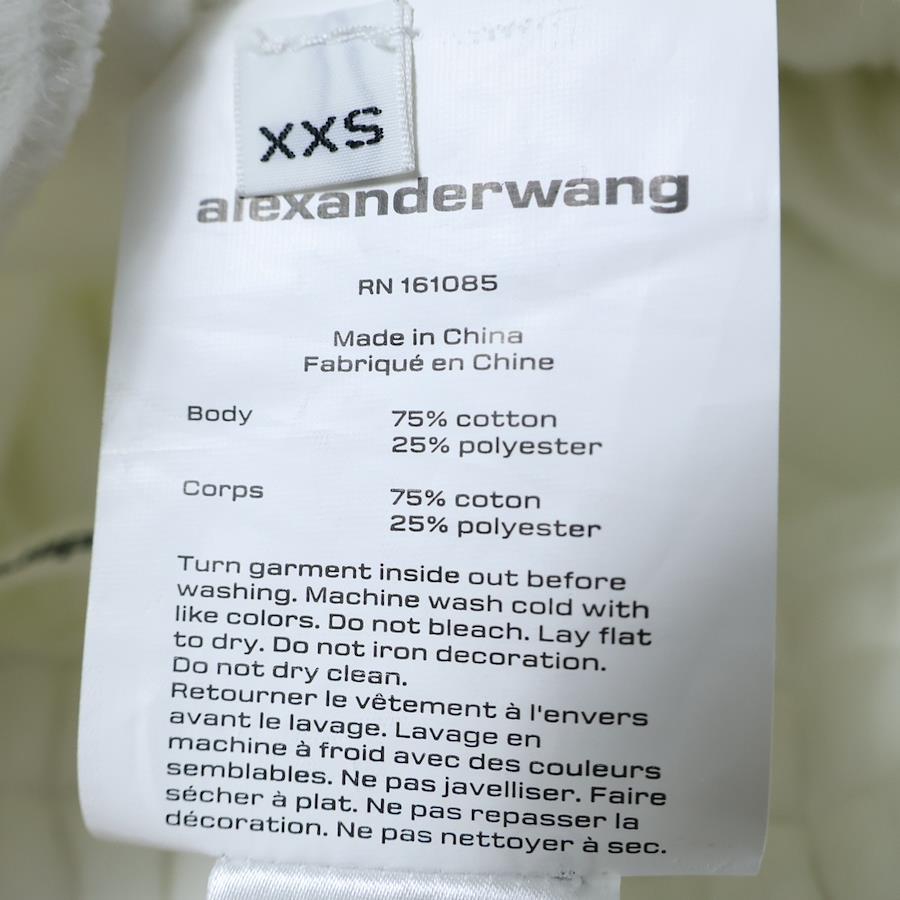 XXS
alexanderwang
RN 161085
Made in China
Fabriqué en Chine
Body 75% cotton
25% polyester
Corps 75% coton
25% polyester
Turn garment inside out before
washing. Machine wash cold with
like colors. Do not bleach. Lay flat
to dry. Do not iron decoration.
Do not dry clean.
Retourner le vêtement à l'envers
avant le lavage. Lavage en
machine à froid avec des couleurs
semblables. Ne pas javelliser. Faire
sécher à plat. Ne pas repasser la
décoration. Ne pas nettoyer à sec.